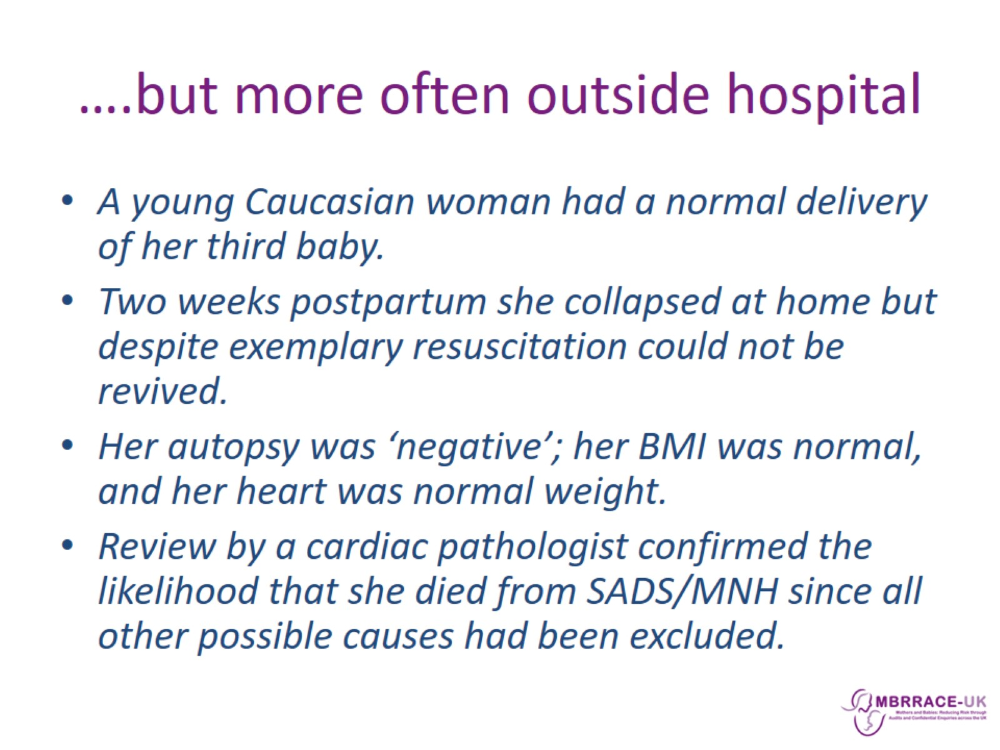 ....but more often outside hospital
• A young Caucasian woman had a normal delivery
of her third baby.
• Two weeks postpartum she collapsed at home but
despite exemplary resuscitation could not be
revived.
• Her autopsy was ‘negative’; her BMI was normal,
and her heart was normal weight.
• Review by a cardiac pathologist confirmed the
likelihood that she died from SADS/MNH since all
other possible causes had been excluded.
MBRRACE-UK
Mothers and Babies: Reducing Risk through
Audits and Confidential Enquiries across the UK